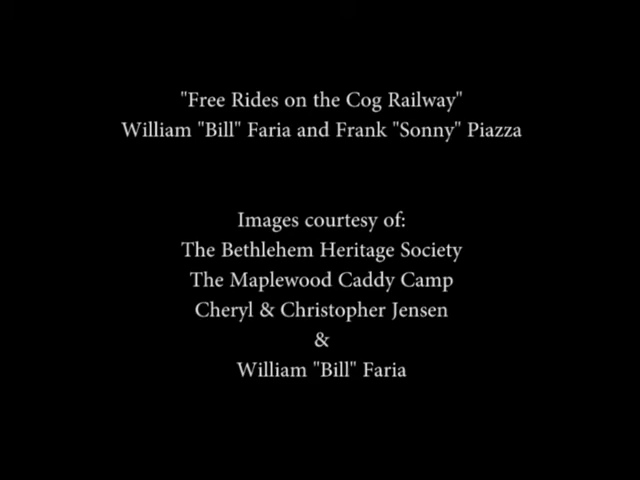 "Free Rides on the Cog Railway"
William "Bill" Faria and Frank "Sonny" Piazza
Images courtesy of:
The Bethlehem Heritage Society
The Maplewood Caddy Camp
Cheryl & Christopher Jensen
&
William "Bill" Faria